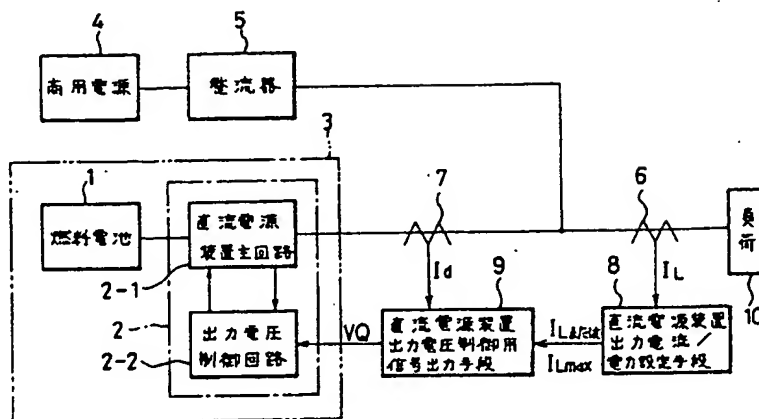 4
5
商用電源
整流器
3
1
7
6
燃料電池
直流電源
装置主回路
負荷
2-1
Id
9
IL
8
10
2
出力電圧
制御回路
2-2
VQ
直流電源装置
出力電圧制御用
信号出力手段
ILまたは
ILmax
直流電源装置
出力電流/
電力設定手段